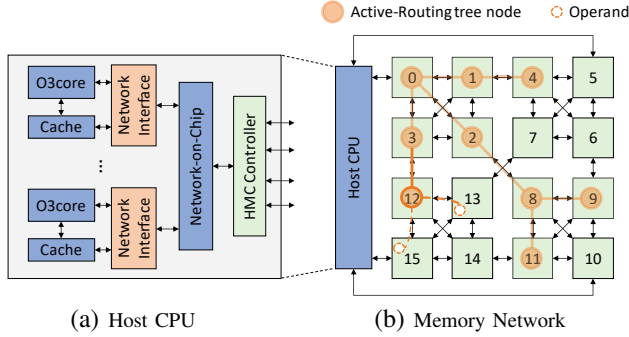 Active-Routing tree node
Operand
O3core
Cache
Network
Interface
...
O3core
Cache
Network
Interface
Network-on-Chip
HMC Controller
Host CPU
0
1
4
5
3
2
7
6
12
13
8
9
15
14
11
10
(a) Host CPU
(b) Memory Network